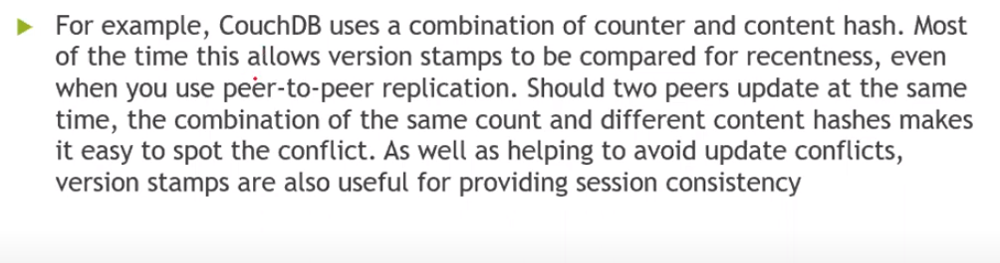 For example, CouchDB uses a combination of counter and content hash. Most
of the time this allows version stamps to be compared for recentness, even
when you use peer-to-peer replication. Should two peers update at the same
time, the combination of the same count and different content hashes makes
it easy to spot the conflict. As well as helping to avoid update conflicts,
version stamps are also useful for providing session consistency